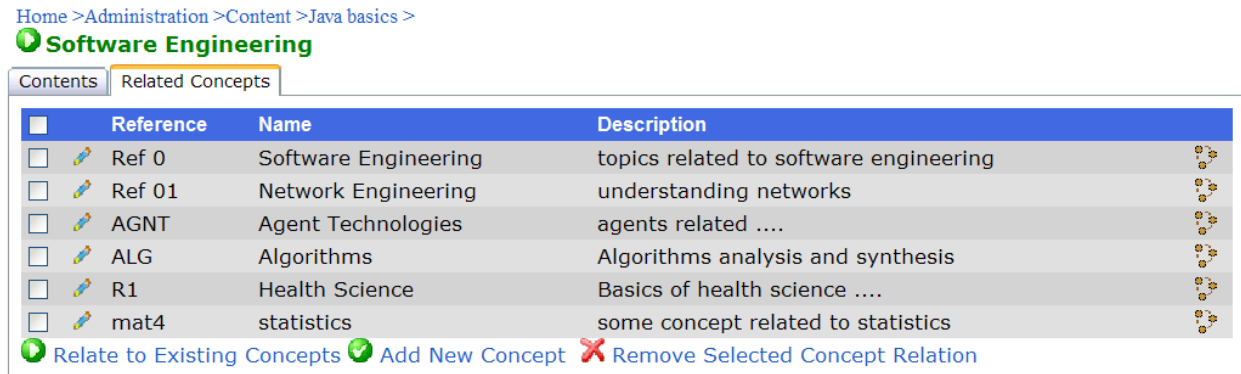 Home >Administration >Content >Java basics >
Software Engineering
Contents Related Concepts
Reference Name Description
Ref 0 Software Engineering topics related to software engineering
Ref 01 Network Engineering understanding networks
AGNT Agent Technologies agents related ....
ALG Algorithms Algorithms analysis and synthesis
R1 Health Science Basics of health science ....
mat4 statistics some concept related to statistics
Relate to Existing Concepts Add New Concept Remove Selected Concept Relation